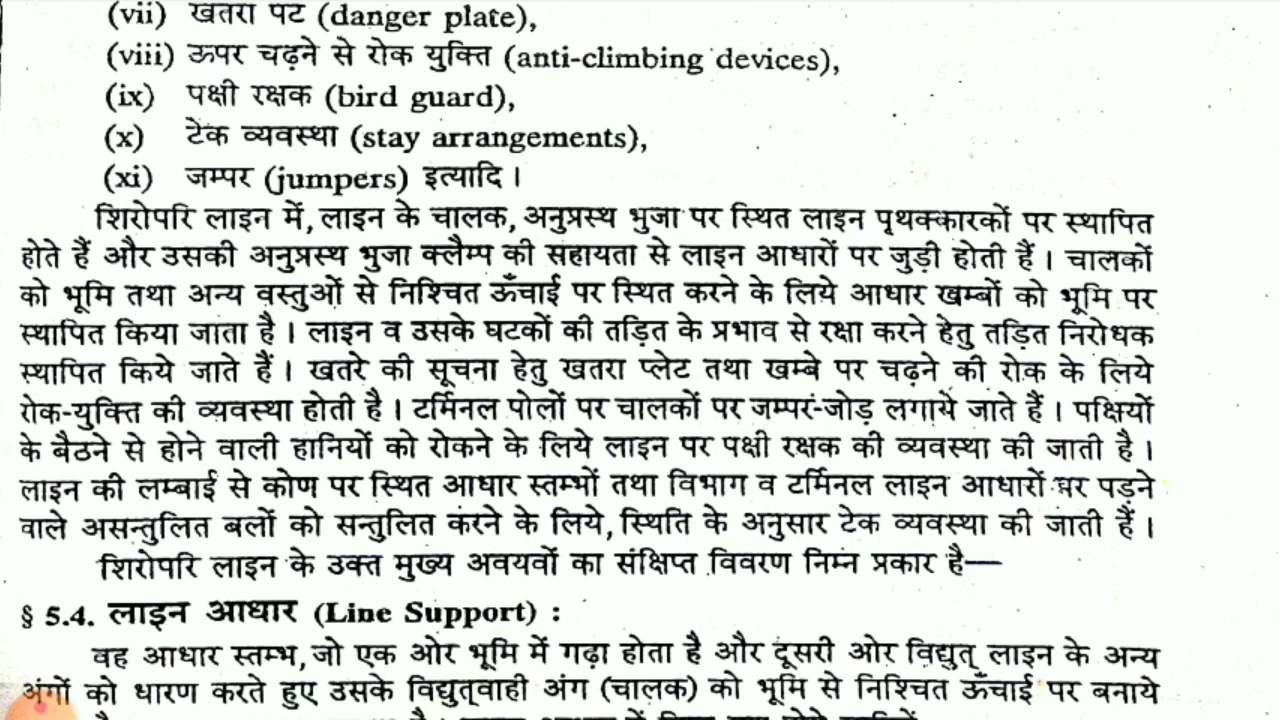 (vii) खतरा पट (danger plate),
(viii) ऊपर चढ़ने से रोक युक्ति (anti-climbing devices),
(ix) पक्षी रक्षक (bird guard),
(x) टेक व्यवस्था (stay arrangements),
(xi) जम्पर (jumpers) इत्यादि ।
शिरोपरि लाइन में, लाइन के चालक, अनुप्रस्थ भुजा पर स्थित लाइन पृथक्कारकों पर स्थापित
होते हैं और उसकी अनुप्रस्थ भुजा क्लैम्प की सहायता से लाइन आधारों पर जुड़ी होती हैं । चालकों
को भूमि तथा अन्य वस्तुओं से निश्चित ऊँचाई पर स्थित करने के लिये आधार खम्बों को भूमि पर
स्थापित किया जाता है । लाइन व उसके घटकों की तड़ित के प्रभाव से रक्षा करने हेतु तड़ित निरोधक
स्थापित किये जाते हैं । खतरे की सूचना हेतु खतरा प्लेट तथा खम्बे पर चढ़ने की रोक के लिये
रोक-युक्ति की व्यवस्था होती है । टर्मिनल पोलों पर चालकों पर जम्पर-जोड़ लगाये जाते हैं । पक्षियों
के बैठने से होने वाली हानियों को रोकने के लिये लाइन पर पक्षी रक्षक की व्यवस्था की जाती है ।
लाइन की लम्बाई से कोण पर स्थित आधार स्तम्भों तथा विभाग व टर्मिनल लाइन आधारों पर पड़ने
वाले असन्तुलित बलों को सन्तुलित करने के लिये, स्थिति के अनुसार टेक व्यवस्था की जाती हैं ।
शिरोपरि लाइन के उक्त मुख्य अवयवों का संक्षिप्त विवरण निम्न प्रकार है—
§ 5.4. लाइन आधार (Line Support) :
वह आधार स्तम्भ, जो एक ओर भूमि में गढ़ा होता है और दूसरी ओर विद्युत् लाइन के अन्य
अंगों को धारण करते हुए उसके विद्युत्वाही अंग (चालक) को भूमि से निश्चित ऊँचाई पर बनाये